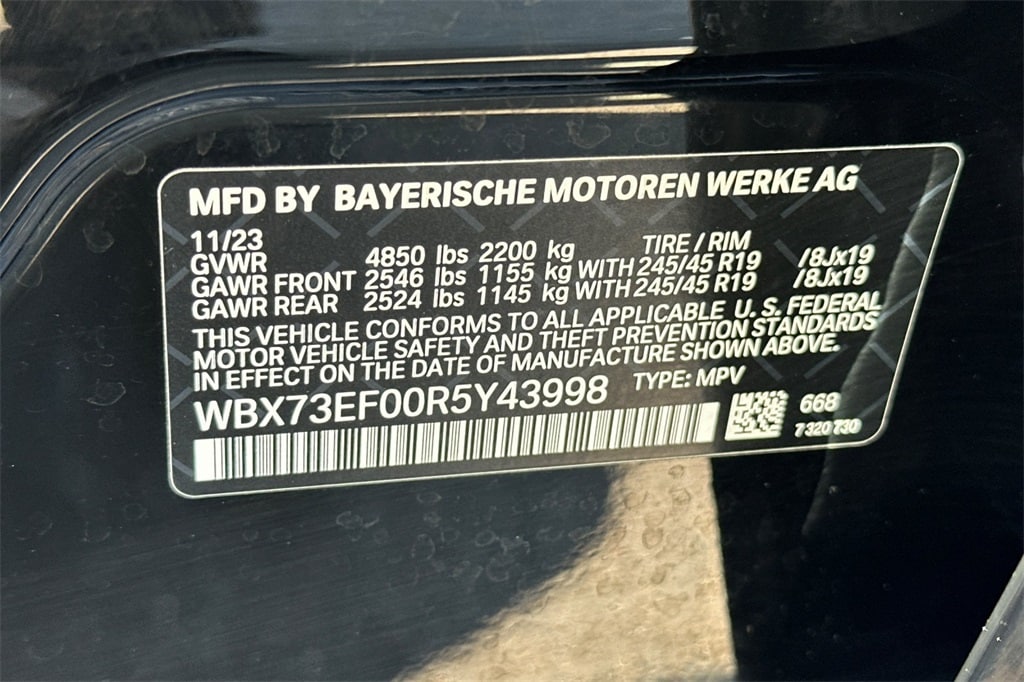 MFD BY BAYERISCHE MOTOREN WERKE AG
11/23 TIRE / RIM
GVWR 4850 lbs 2200 kg
GAWR FRONT 2546 lbs 1155 kg WITH 245/45 R19 /8Jx19
GAWR REAR 2524 lbs 1145 kg WITH 245/45 R19 /8Jx19
THIS VEHICLE CONFORMS TO ALL APPLICABLE U. S. FEDERAL
MOTOR VEHICLE SAFETY AND THEFT PREVENTION STANDARDS
IN EFFECT ON THE DATE OF MANUFACTURE SHOWN ABOVE.
WBX73EF00R5Y43998 TYPE: MPV
668
7 320 730